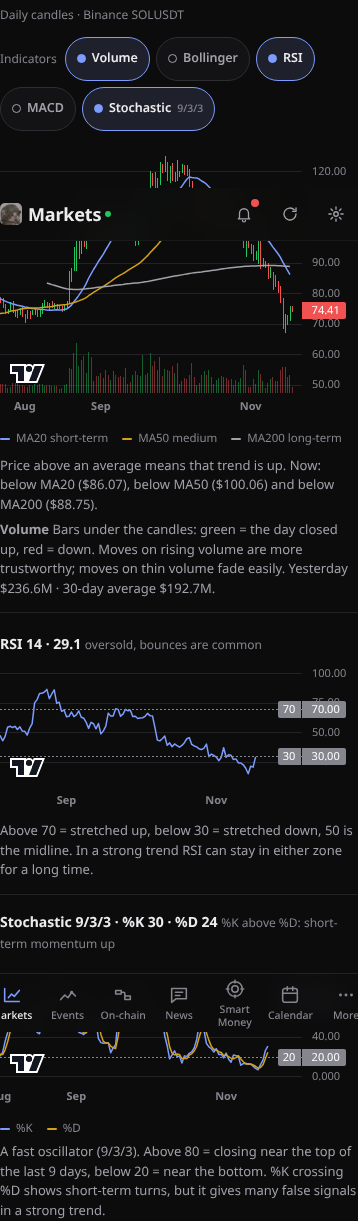 Daily candles · Binance SOLUSDT
Indicators
Volume
Bollinger
RSI
MACD
Stochastic 9/3/3
120.00
Markets
90.00
80.00
74.41
70.00
60.00
50.00
Aug Sep Nov
MA20 short-term MA50 medium MA200 long-term
Price above an average means that trend is up. Now:
below MA20 ($86.07), below MA50 ($100.06) and below
MA200 ($88.75).
Volume Bars under the candles: green = the day closed
up, red = down. Moves on rising volume are more
trustworthy; moves on thin volume fade easily. Yesterday
$236.6M · 30-day average $192.7M.
RSI 14 · 29.1 oversold, bounces are common
100.00
70 70.00
50.00
30 30.00
Sep Nov
Above 70 = stretched up, below 30 = stretched down, 50 is
the midline. In a strong trend RSI can stay in either zone
for a long time.
Stochastic 9/3/3 · %K 30 · %D 24 %K above %D: short-
term momentum up
arkets Events On-chain News Smart Money Calendar More
40.00
20 20.00
0.000
ug Sep Nov
%K %D
A fast oscillator (9/3/3). Above 80 = closing near the top of
the last 9 days, below 20 = near the bottom. %K crossing
%D shows short-term turns, but it gives many false signals
in a strong trend.